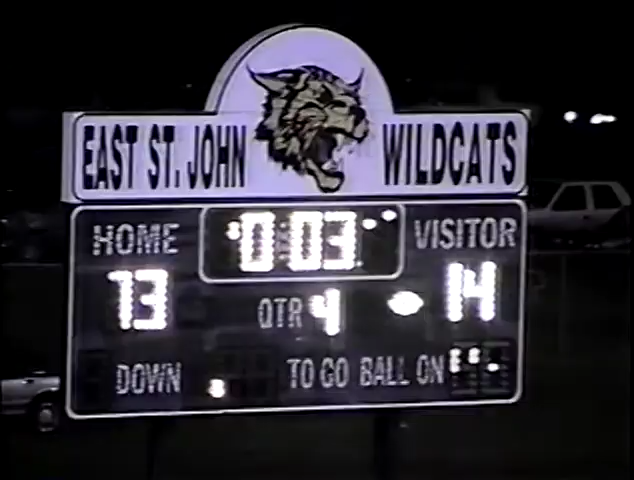 EAST ST. JOHN WILDCATS
HOME 0:03 VISITOR
13 QTR 4 14
DOWN TO GO BALL ON